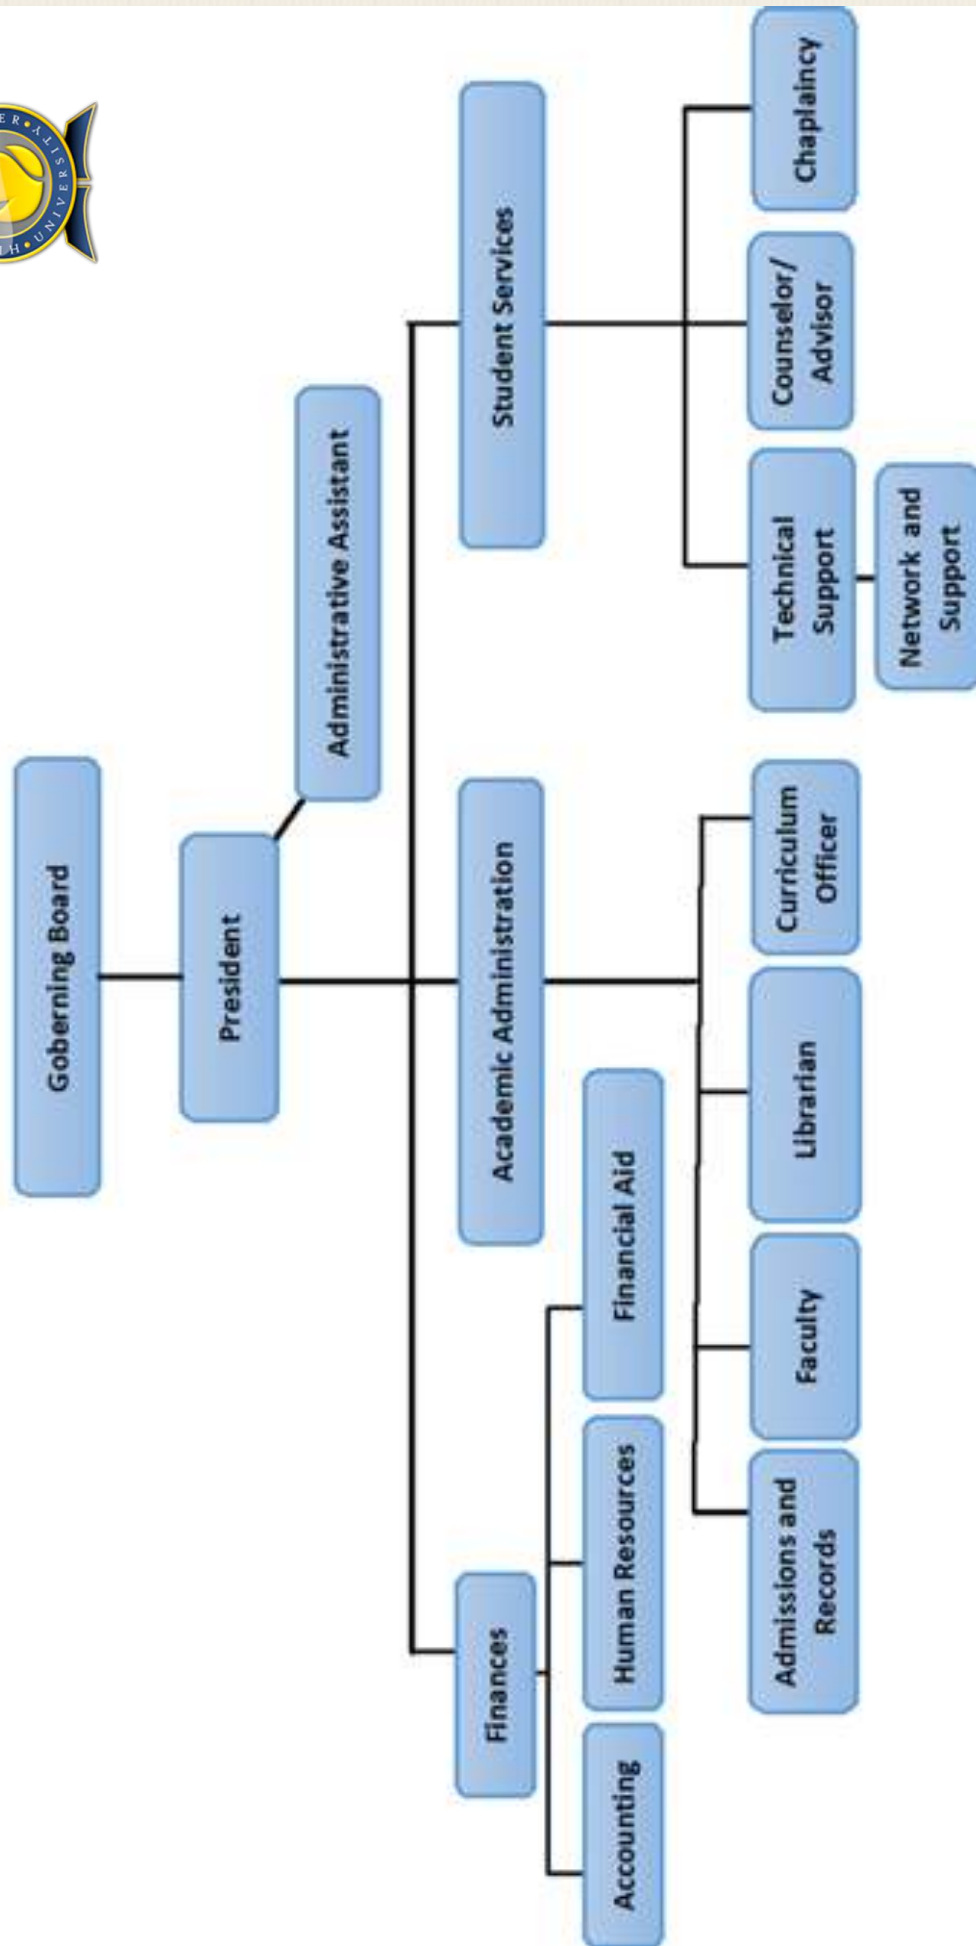 UNIVERSITY
Goberning Board
President
Administrative Assistant
Finances
Academic Administration
Student Services
Accounting
Human Resources
Financial Aid
Admissions and
Records
Faculty
Librarian
Curriculum
Officer
Technical
Support
Counselor/
Advisor
Chaplaincy
Network and
Support